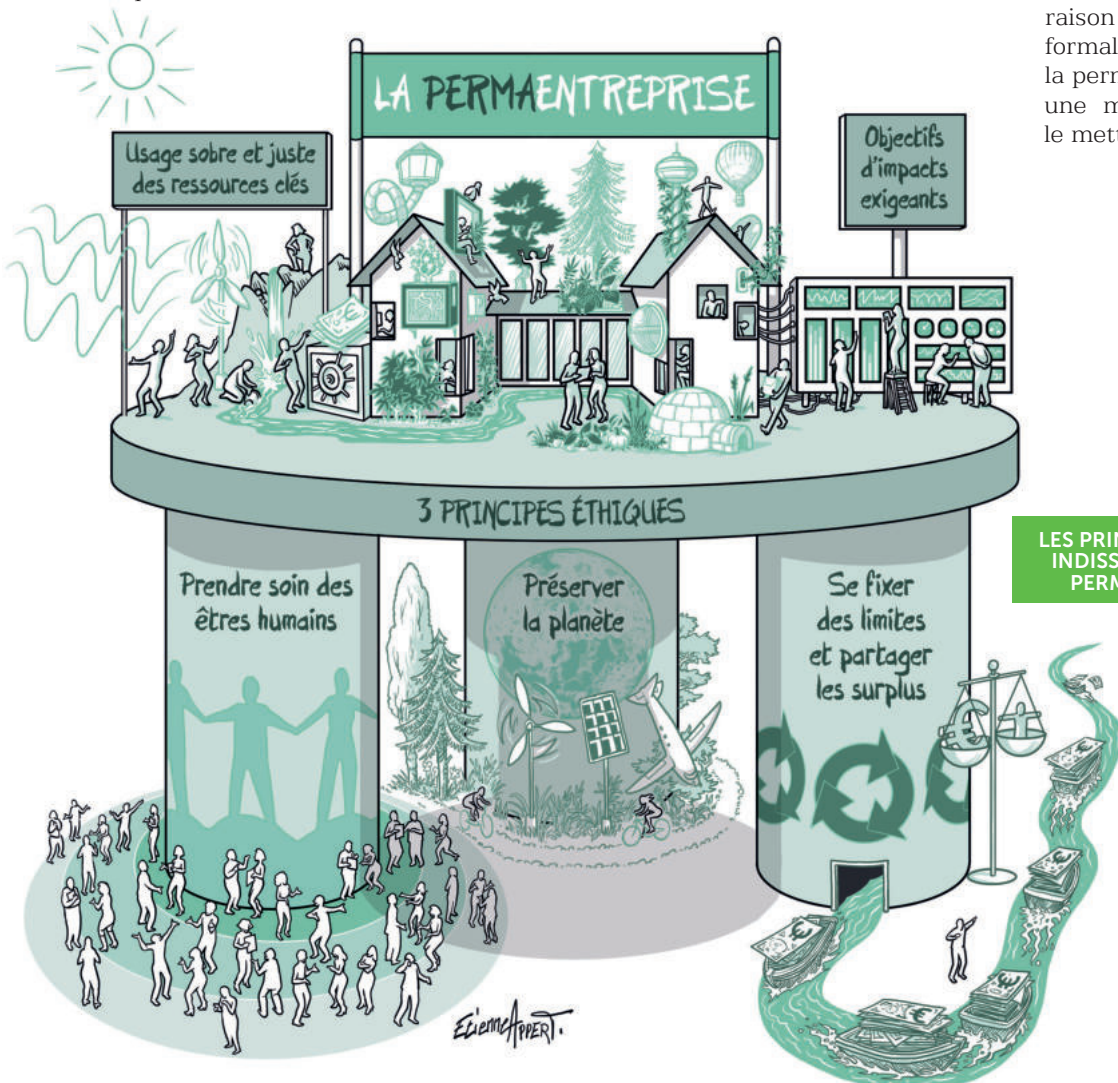 raison
formal
la perm
une m
le mett
LA PERMAENTREPRISE
Usage sobre et juste
des ressources clés
Objectifs
d'impacts
exigeants
3 PRINCIPES ÉTHIQUES
Prendre soin des
êtres humains
Préserver
la planète
Se fixer
des limites
et partager
les surplus
LES PRIN
INDISS
PERM
€
EtienneAPPERT.